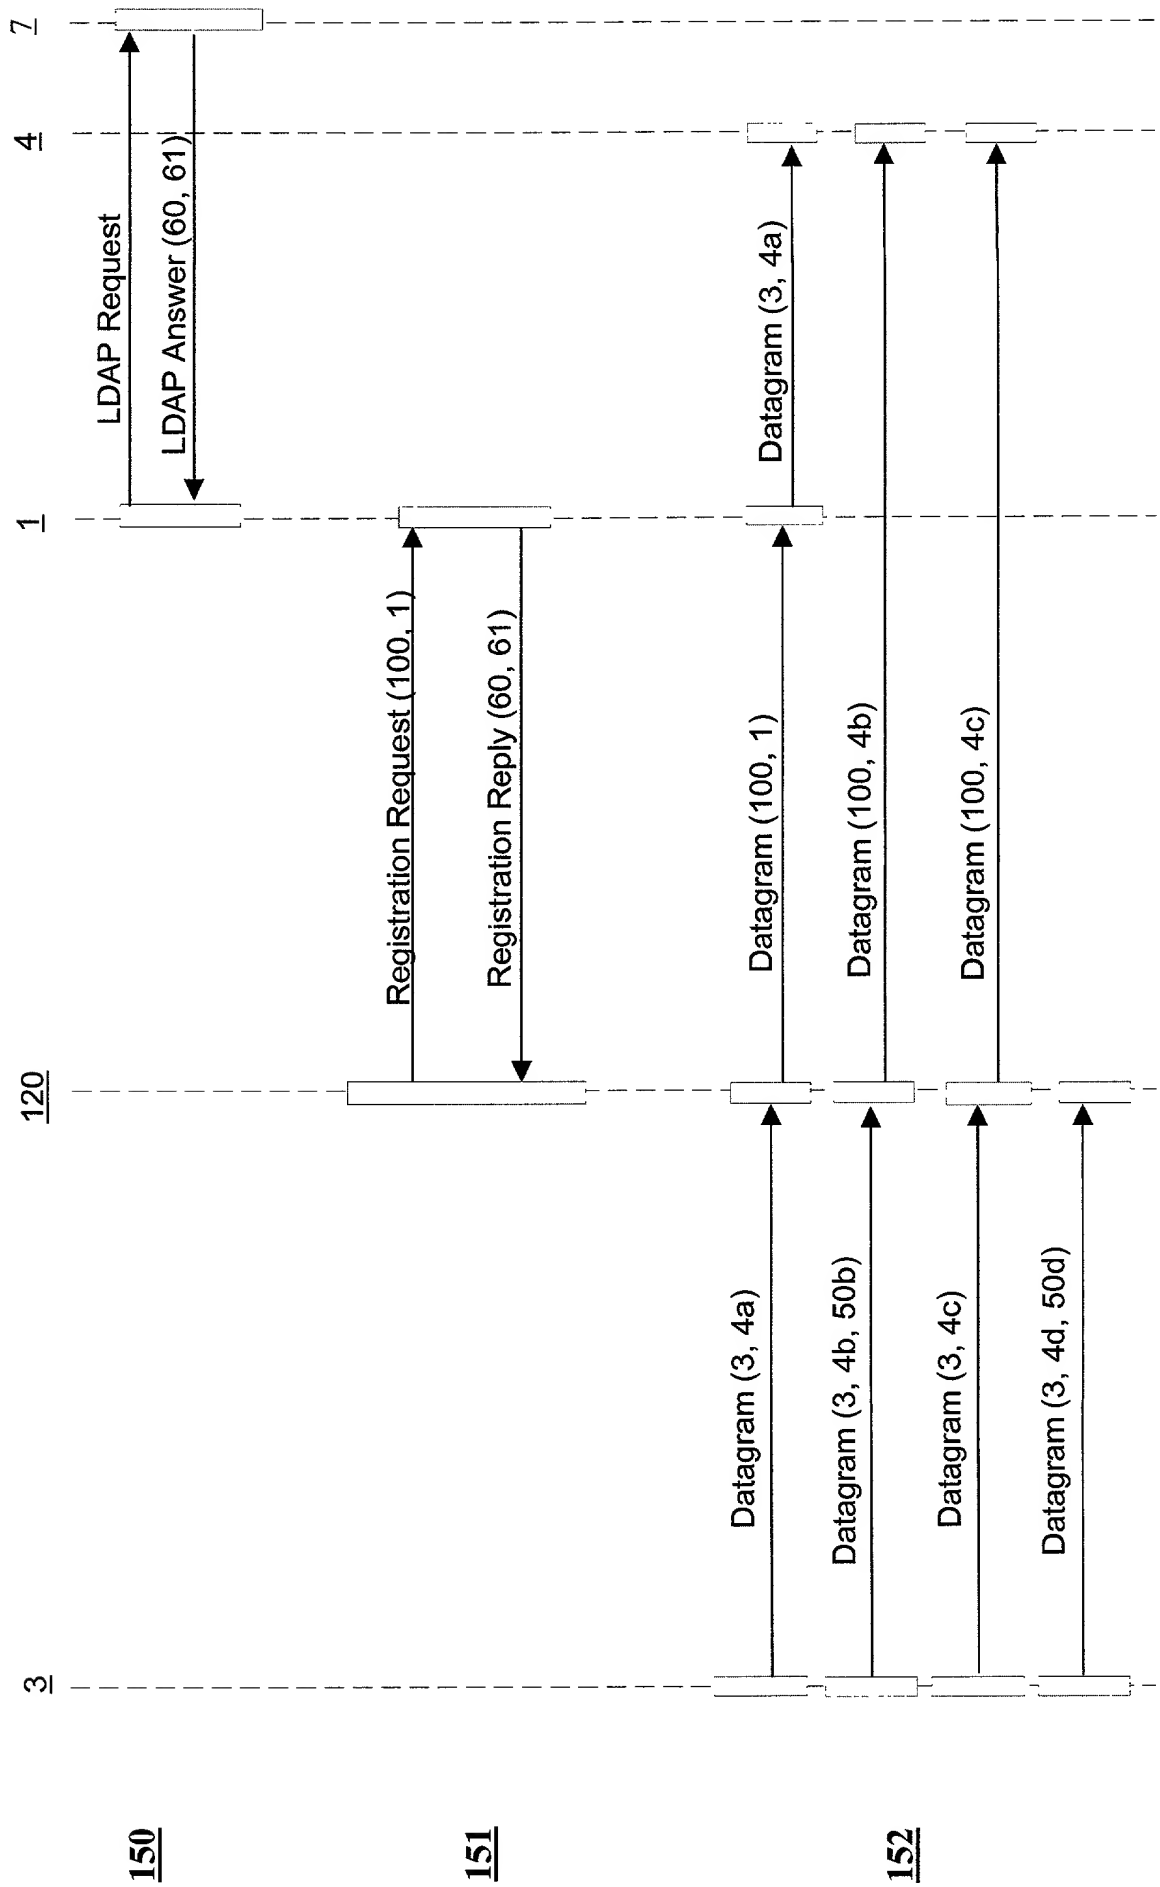 3
120
1
4
7
150
LDAP Request
LDAP Answer (60, 61)
151
Registration Request (100, 1)
Registration Reply (60, 61)
152
Datagram (3, 4a)
Datagram (100, 1)
Datagram (3, 4a)
Datagram (3, 4b, 50b)
Datagram (100, 4b)
Datagram (3, 4c)
Datagram (100, 4c)
Datagram (3, 4d, 50d)